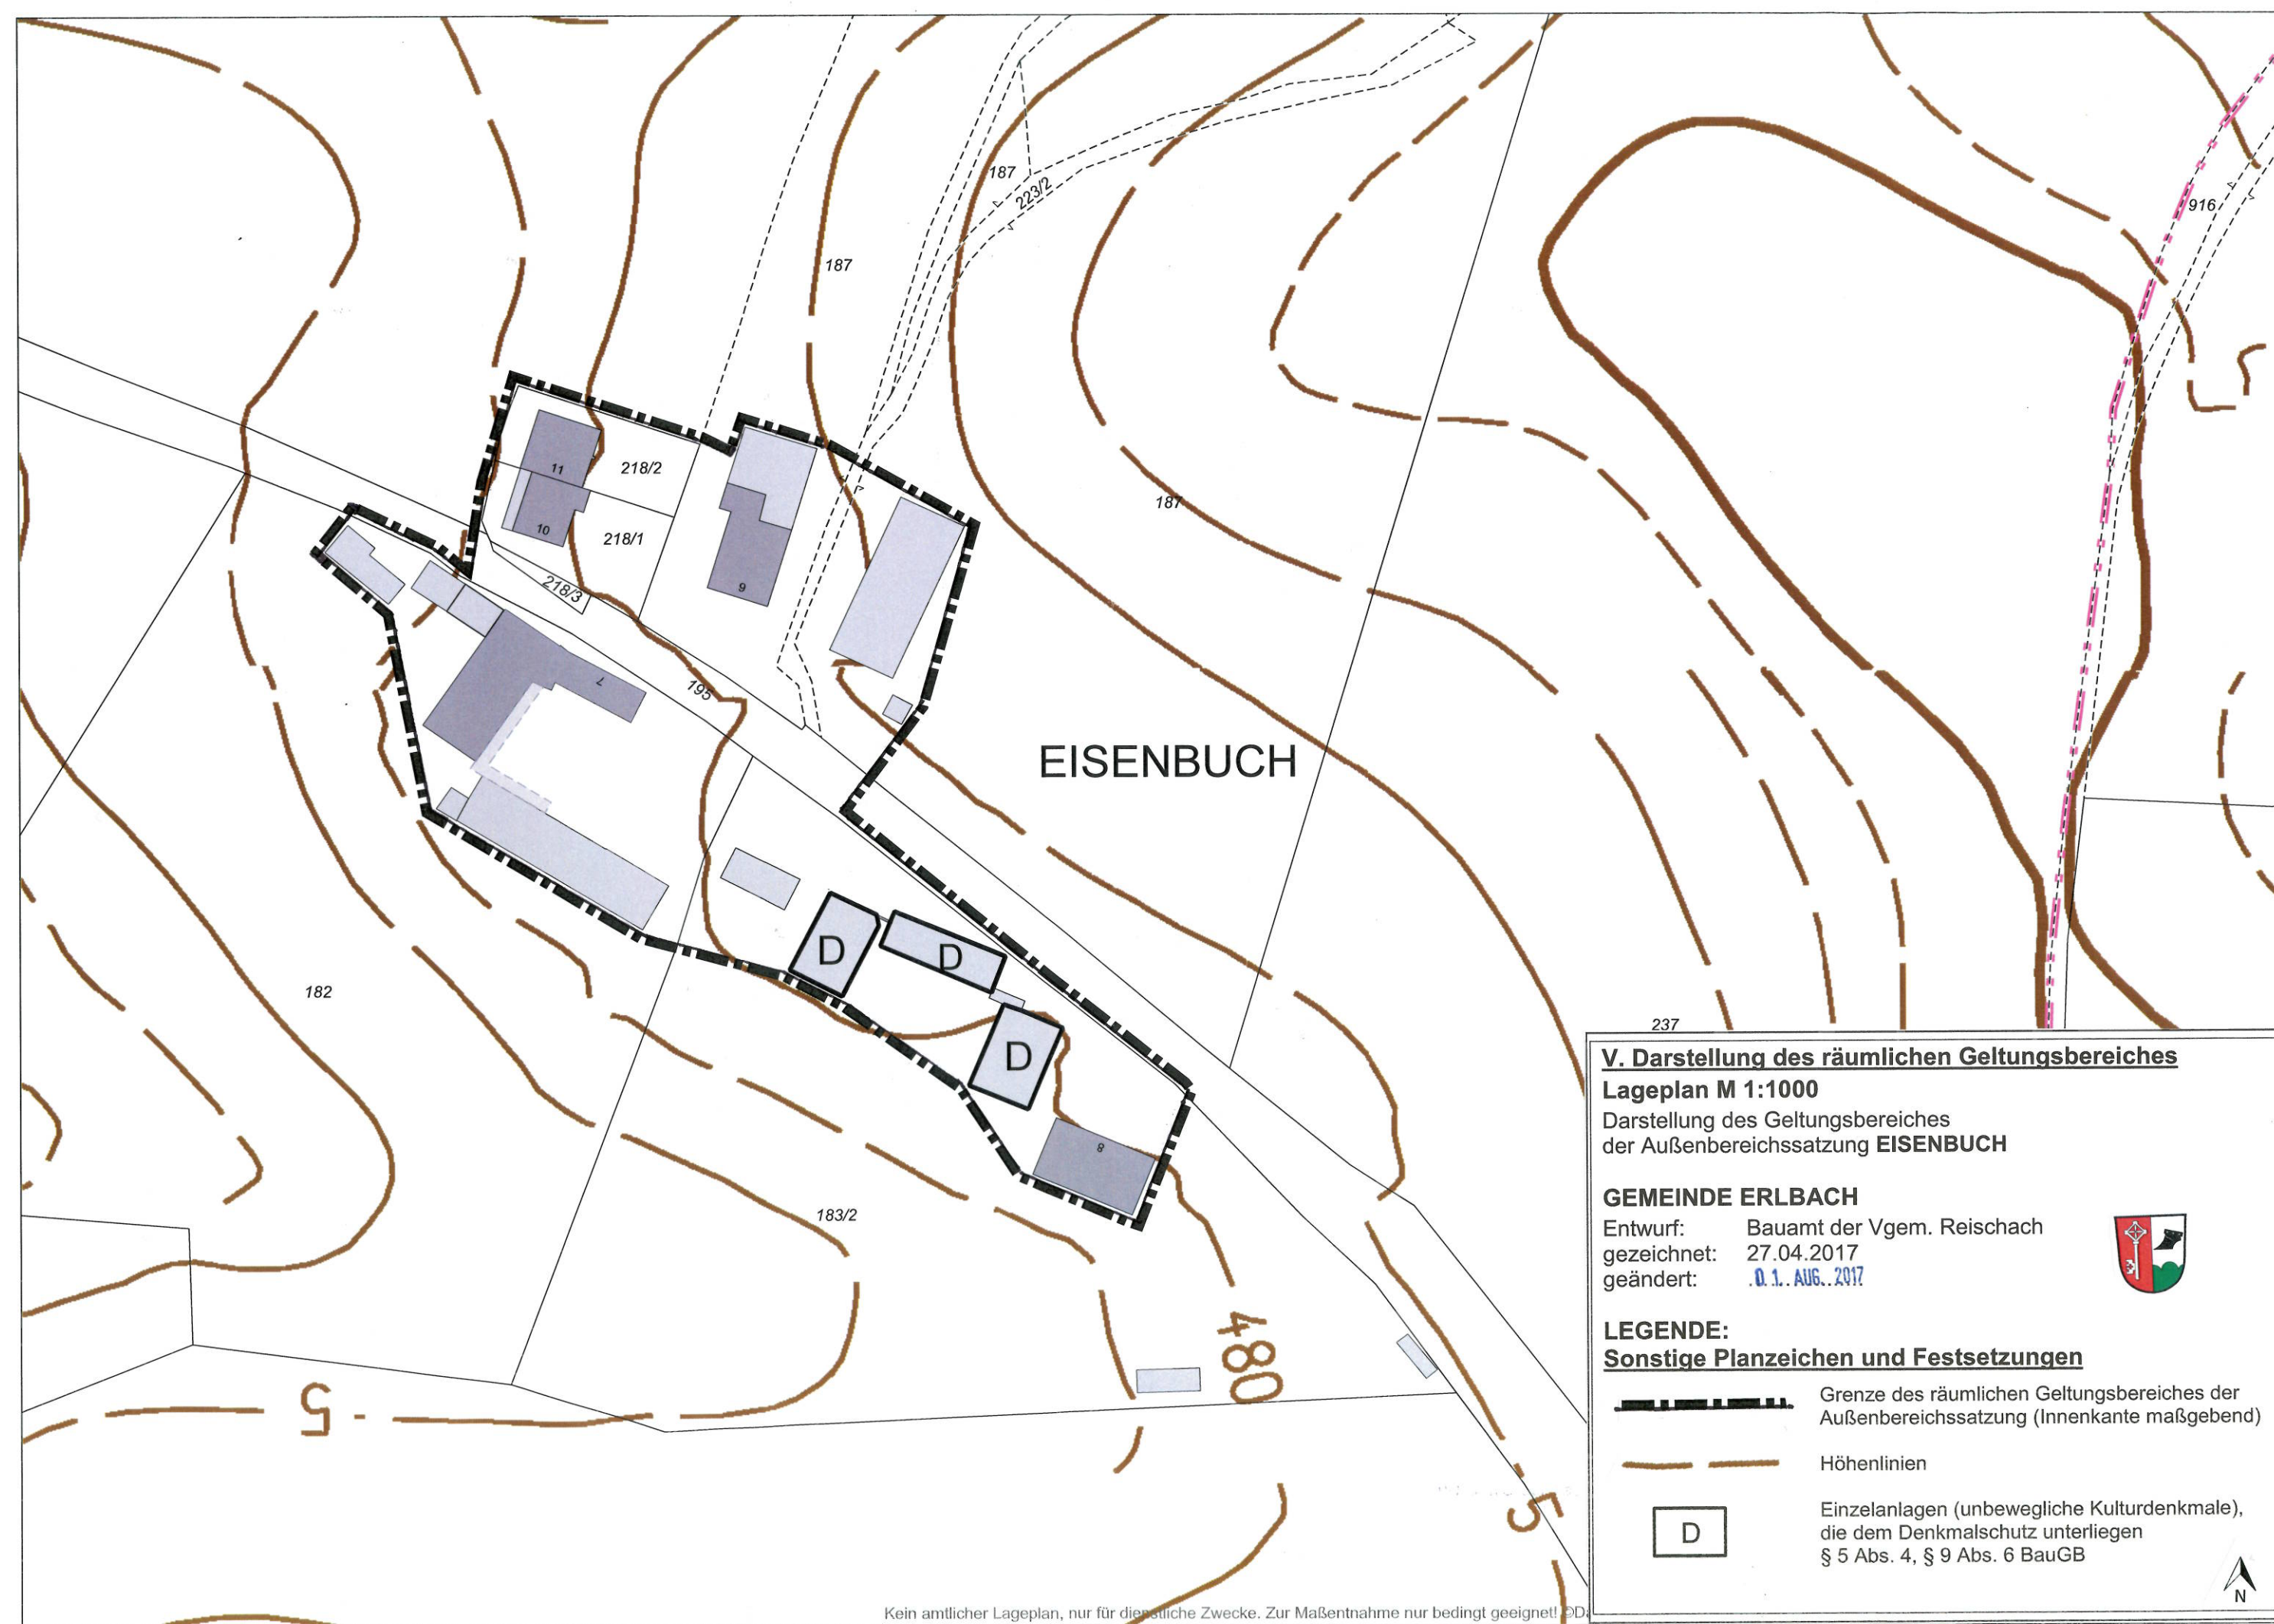 187
223/2
916
187
187
11
218/2
10
218/1
9
218/3
7
195
EISENBUCH
D
D
D
182
8
183/2
237
480
5
5
V. Darstellung des räumlichen Geltungsbereiches
Lageplan M 1:1000
Darstellung des Geltungsbereiches
der Außenbereichssatzung EISENBUCH
GEMEINDE ERLBACH
Entwurf: Bauamt der Vgem. Reischach
gezeichnet: 27.04.2017
geändert: .0 1. AUG. 2017
LEGENDE:
Sonstige Planzeichen und Festsetzungen
Grenze des räumlichen Geltungsbereiches der
Außenbereichssatzung (Innenkante maßgebend)
Höhenlinien
D
Einzelanlagen (unbewegliche Kulturdenkmale),
die dem Denkmalschutz unterliegen
§ 5 Abs. 4, § 9 Abs. 6 BauGB
N
Kein amtlicher Lageplan, nur für dienstliche Zwecke. Zur Maßentnahme nur bedingt geeignet!